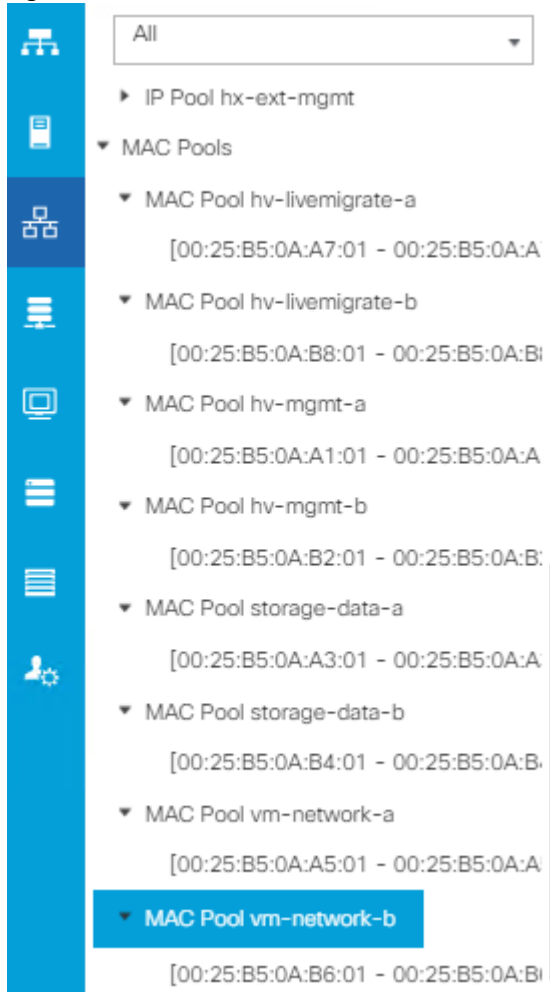 All
IP Pool hx-ext-mgmt
MAC Pools
MAC Pool hv-livemigrate-a
[00:25:B5:0A:A7:01 - 00:25:B5:0A:A
MAC Pool hv-livemigrate-b
[00:25:B5:0A:B8:01 - 00:25:B5:0A:B
MAC Pool hv-mgmt-a
[00:25:B5:0A:A1:01 - 00:25:B5:0A:A
MAC Pool hv-mgmt-b
[00:25:B5:0A:B2:01 - 00:25:B5:0A:B
MAC Pool storage-data-a
[00:25:B5:0A:A3:01 - 00:25:B5:0A:A
MAC Pool storage-data-b
[00:25:B5:0A:B4:01 - 00:25:B5:0A:B
MAC Pool vm-network-a
[00:25:B5:0A:A5:01 - 00:25:B5:0A:A
MAC Pool vm-network-b
[00:25:B5:0A:B6:01 - 00:25:B5:0A:B